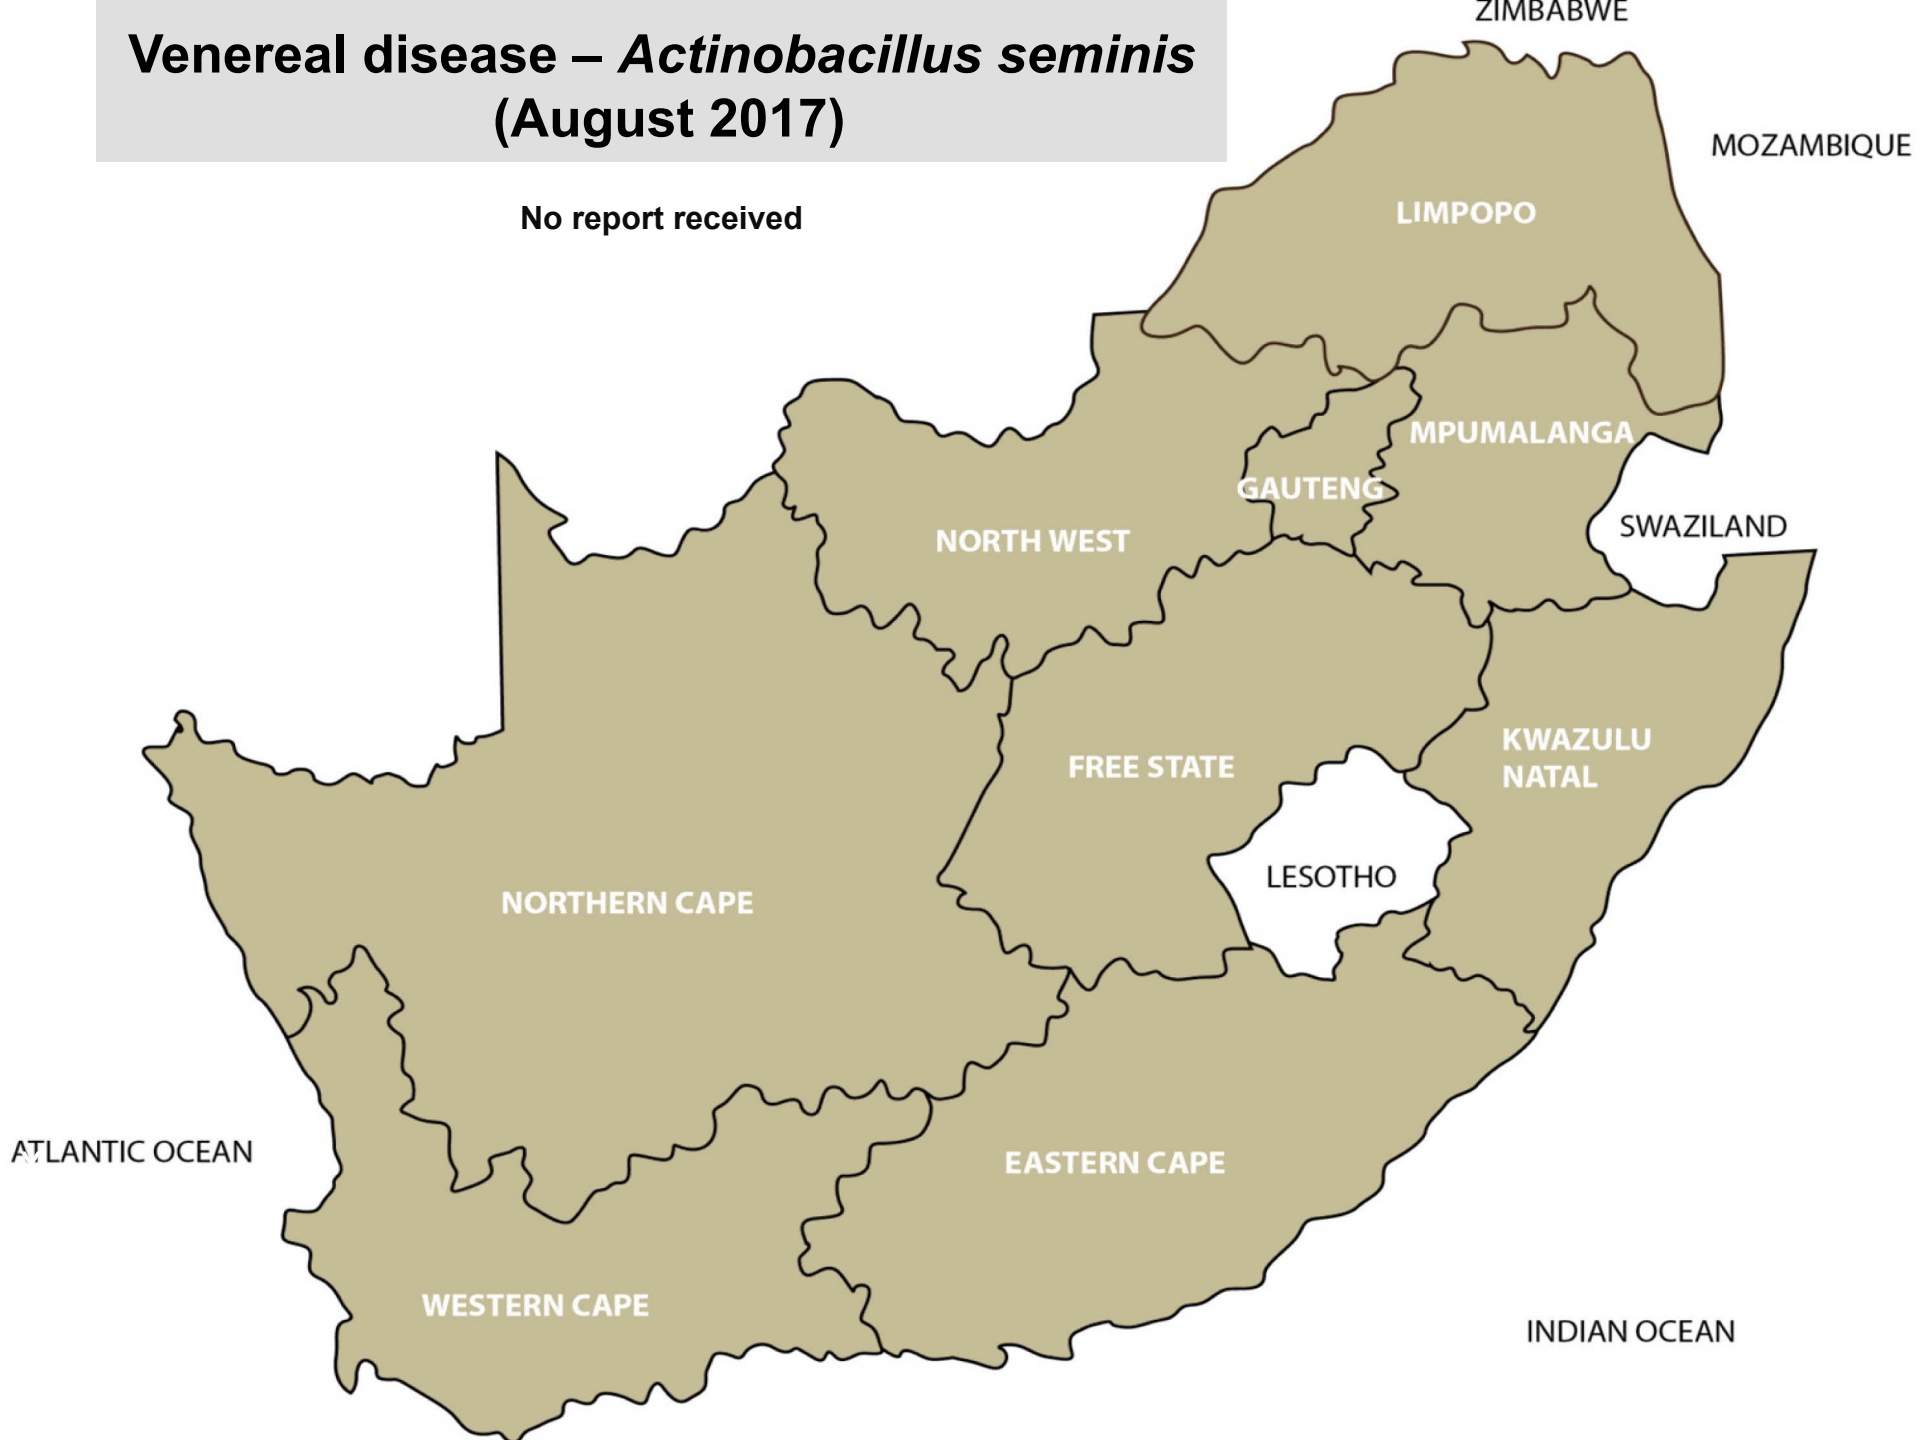 ZIMBABWE
Venereal disease – Actinobacillus seminis
(August 2017)
MOZAMBIQUE
No report received
LIMPOPO
MPUMALANGA
GAUTENG
SWAZILAND
NORTH WEST
KWAZULU
NATAL
FREE STATE
LESOTHO
NORTHERN CAPE
ATLANTIC OCEAN
EASTERN CAPE
WESTERN CAPE
INDIAN OCEAN